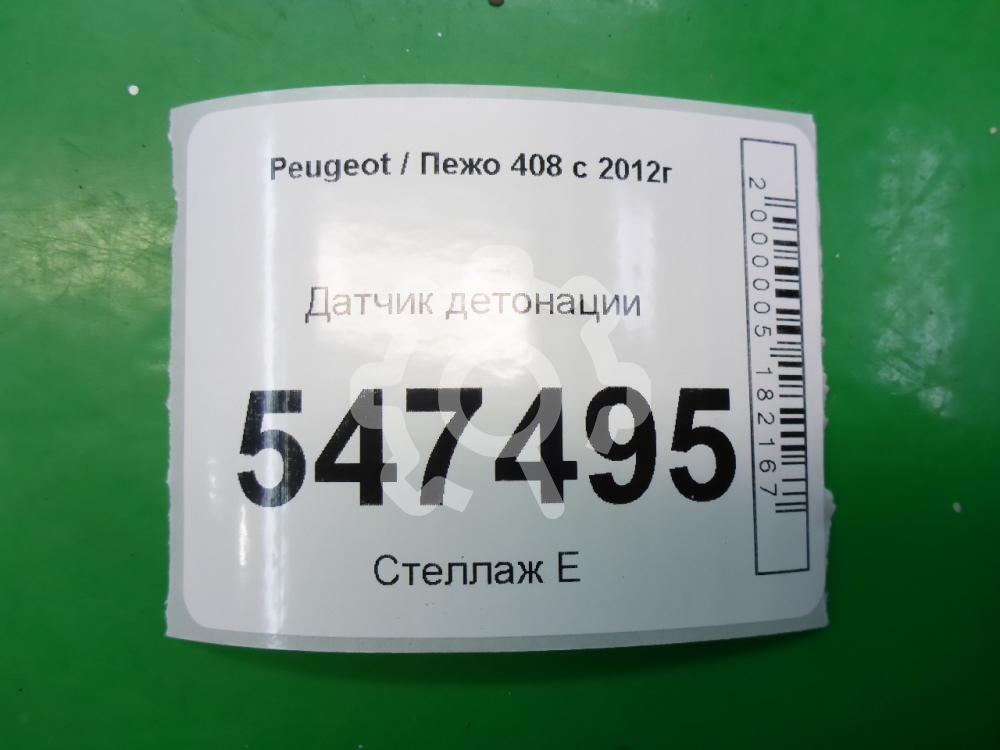 Peugeot / Пежо 408 с 2012г
Датчик детонации
547495
Стеллаж Е
2000005182167